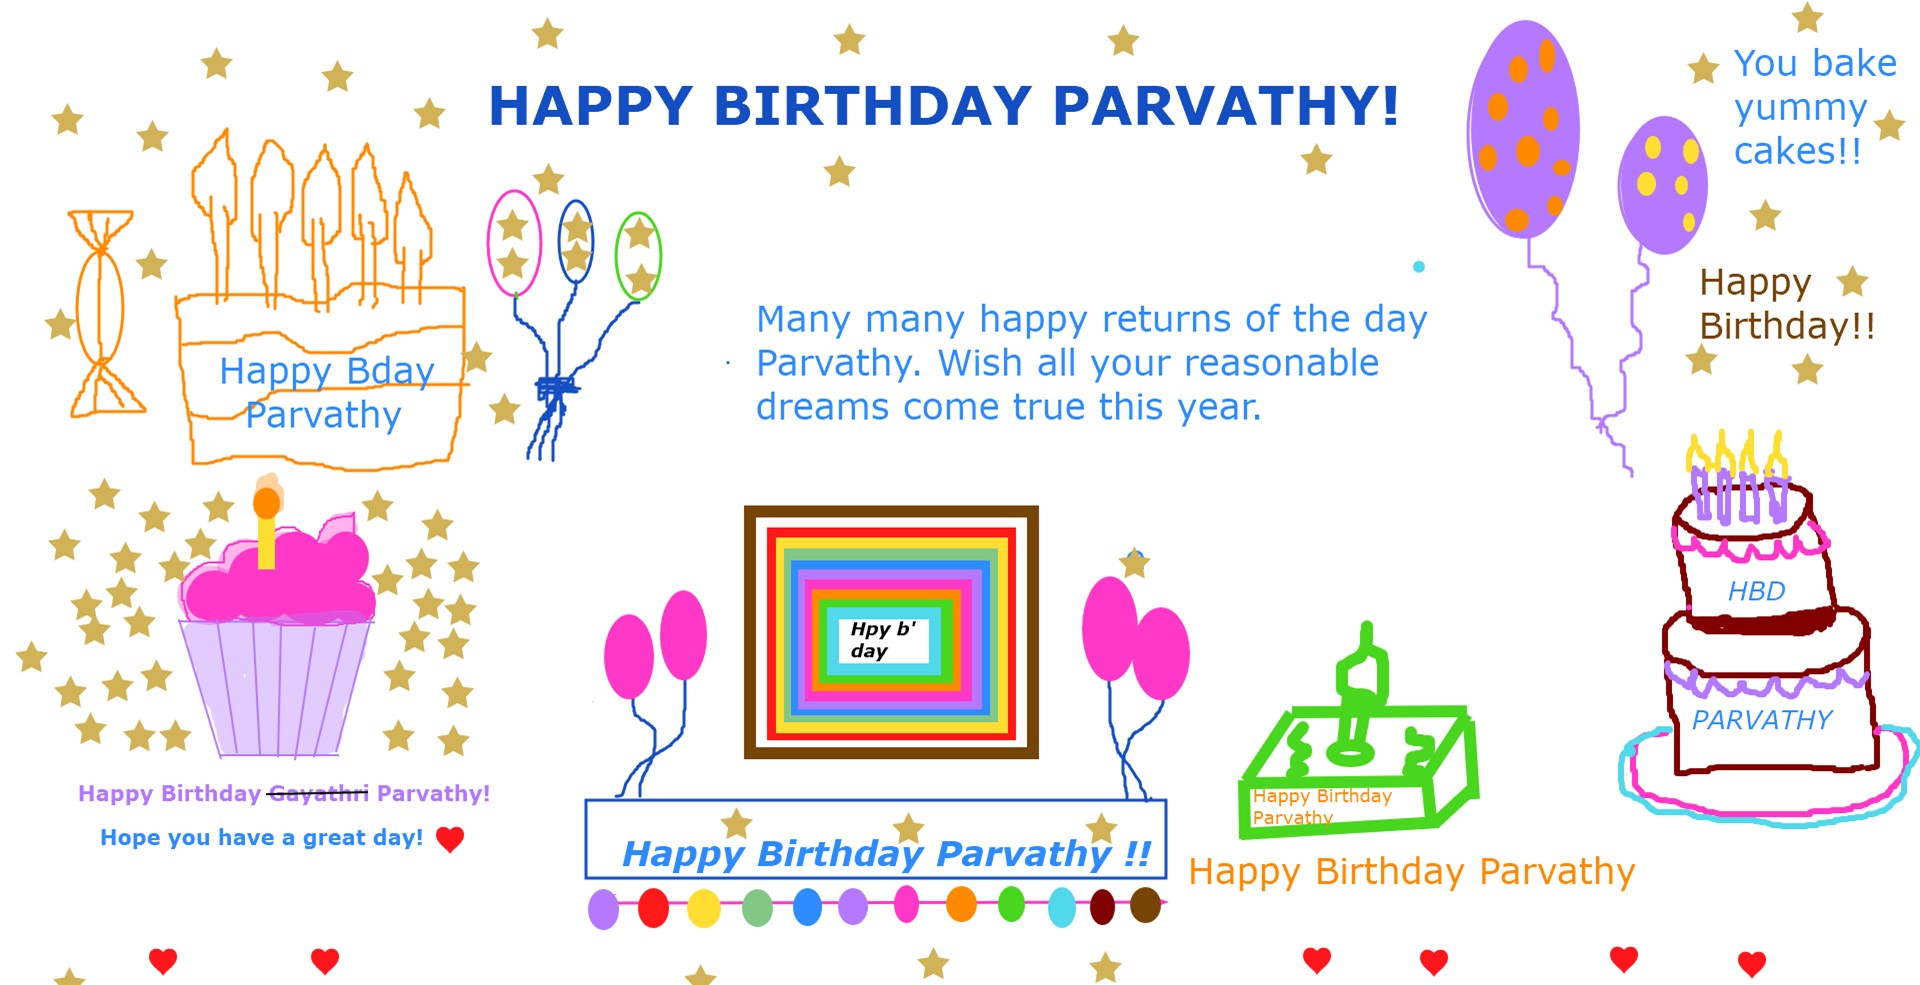 HAPPY BIRTHDAY PARVATHY!
You bake
yummy
cakes!!
Happy
Birthday!!
Many many happy returns of the day
Parvathy. Wish all your reasonable
dreams come true this year.
Happy Bday
Parvathy
Hpy b'
day
HBD
PARVATHY
Happy Birthday Gayathri Parvathy!
Hope you have a great day!
Happy Birthday Parvathy !!
Happy Birthday
Parvathy
Happy Birthday Parvathy